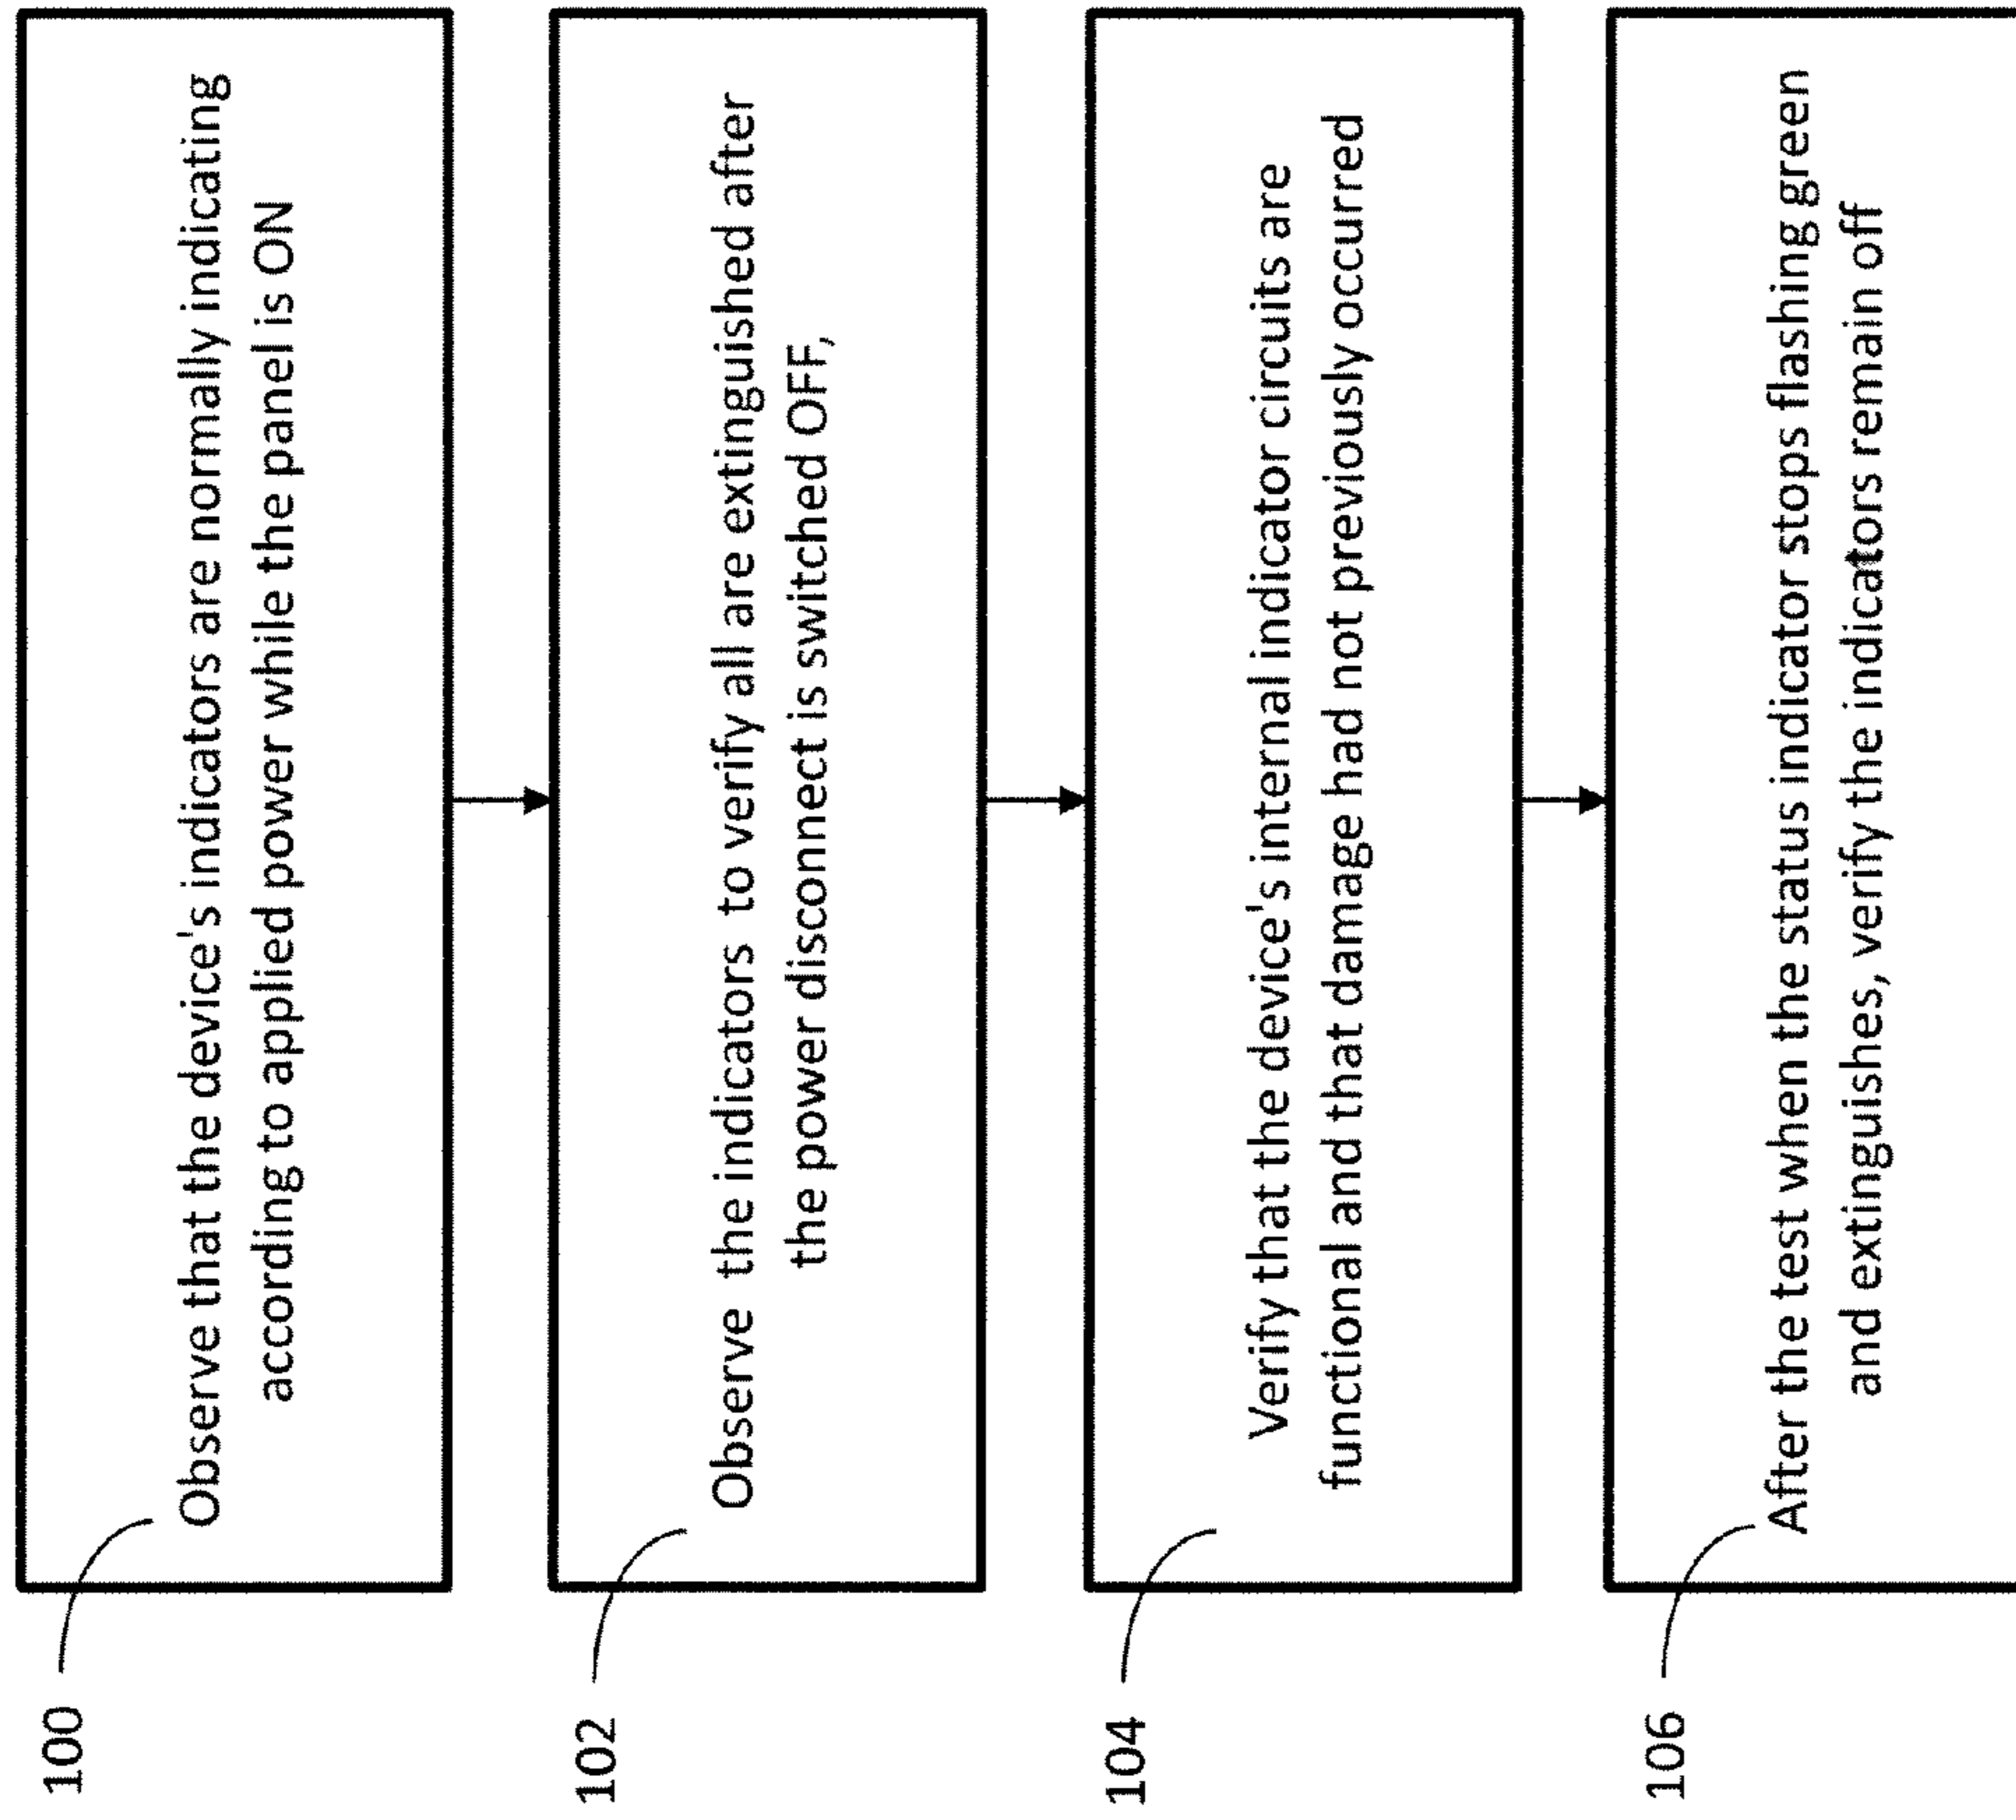 100
Observe that the device's indicators are normally indicating
according to applied power while the panel is ON
102
Observe the indicators to verify all are extinguished after
the power disconnect is switched OFF,
104
Verify that the device's internal indicator circuits are
functional and that damage had not previously occurred
106
After the test when the status indicator stops flashing green
and extinguishes, verify the indicators remain off